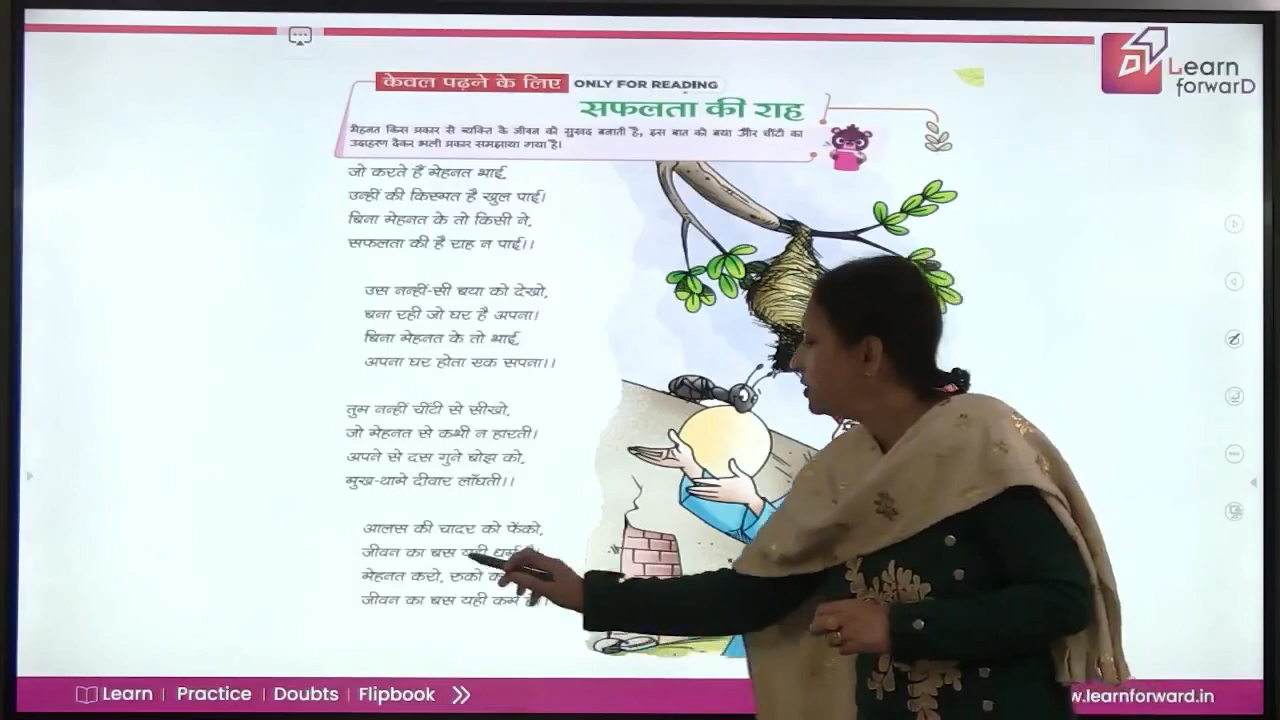 Learn
forwarD
केवल पढ़ने के लिए ONLY FOR READING
सफलता की राह
मेहनत किस प्रकार से व्यक्ति के जीवन को सुखद बनाती है, इस बात को बया और चींटी का
उदाहरण देकर भली प्रकार समझाया गया है।
जो करते हैं मेहनत भाई,
उन्हीं की किस्मत है खुल पाई।
बिना मेहनत के तो किसी ने,
सफलता की है राह न पाई।।
उस नन्हीं-सी बया को देखो,
बना रही जो घर है अपना।
बिना मेहनत के तो भाई,
अपना घर होता एक सपना।।
तुम नन्हीं चींटी से सीखो,
जो मेहनत से कभी न हारती।
अपने से दस गुने बोझ को,
मुख-थामे दीवार लाँघती।।
आलस की चादर को फेंको,
जीवन का बस यही
मेहनत करो, रुको
जीवन का बस यही कर्म
Learn | Practice | Doubts | Flipbook
w.learnforward.in